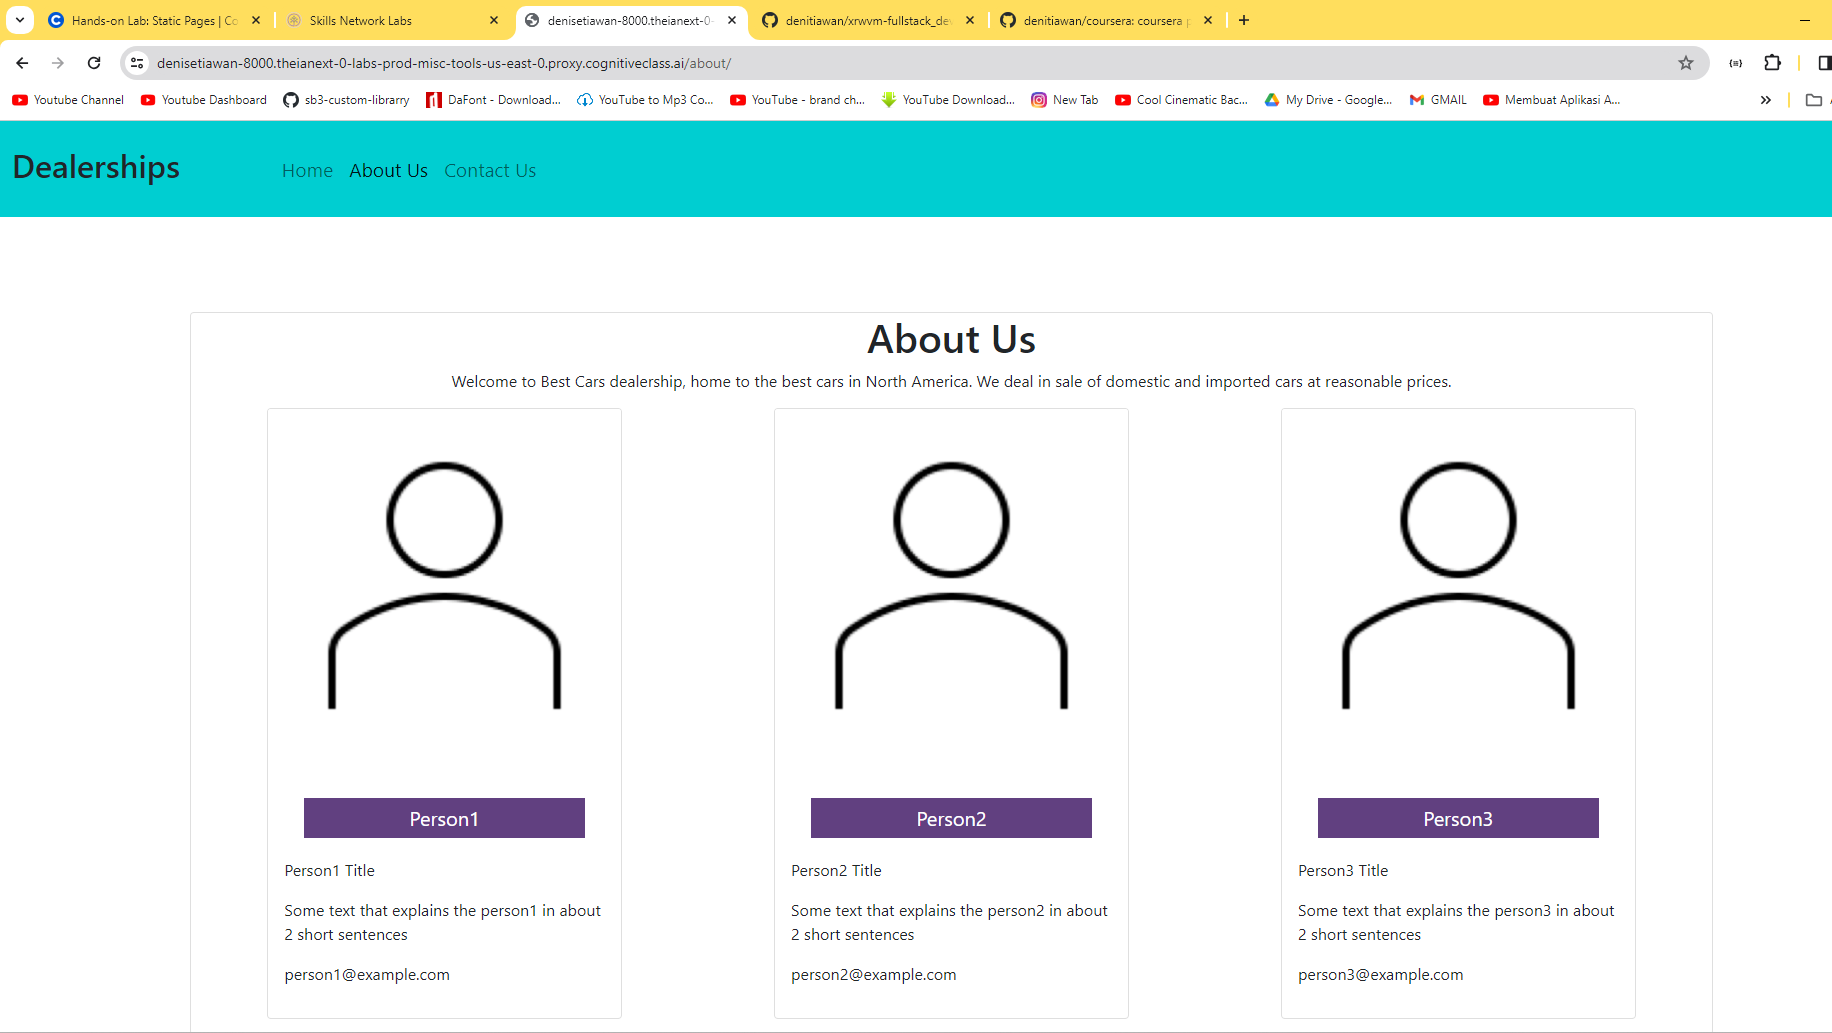 Hands-on Lab: Static Pages | Co
Skills Network Labs
denisetiawan-8000.theianext-0-
denitiawan/xrwvm-fullstack_dev
denitiawan/coursera: coursera p
denisetiawan-8000.theianext-0-labs-prod-misc-tools-us-east-0.proxy.cognitiveclass.ai/about/
Youtube Channel
Youtube Dashboard
sb3-custom-librarry
DaFont - Download...
YouTube to Mp3 Co...
YouTube - brand ch...
YouTube Download...
New Tab
Cool Cinematic Bac...
My Drive - Google...
GMAIL
Membuat Aplikasi A...
Dealerships
Home
About Us
Contact Us
About Us
Welcome to Best Cars dealership, home to the best cars in North America. We deal in sale of domestic and imported cars at reasonable prices.
Person1
Person1 Title
Some text that explains the person1 in about
2 short sentences
person1@example.com
Person2
Person2 Title
Some text that explains the person2 in about
2 short sentences
person2@example.com
Person3
Person3 Title
Some text that explains the person3 in about
2 short sentences
person3@example.com